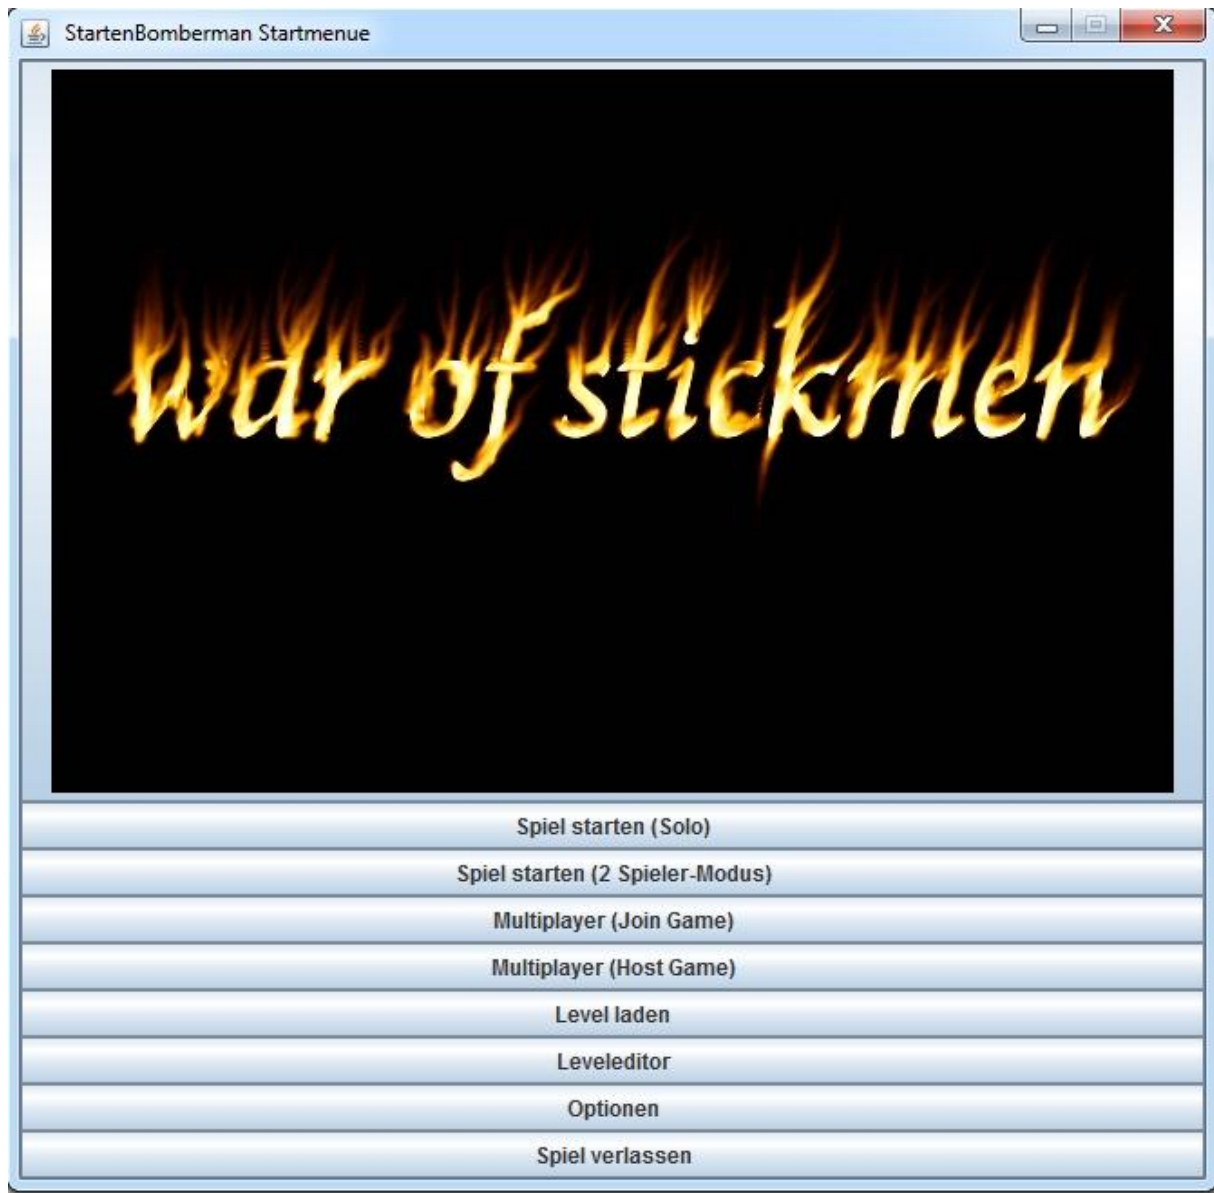 StartenBomberman Startmenue
war of stickmen
Spiel starten (Solo)
Spiel starten (2 Spieler-Modus)
Multiplayer (Join Game)
Multiplayer (Host Game)
Level laden
Leveleditor
Optionen
Spiel verlassen